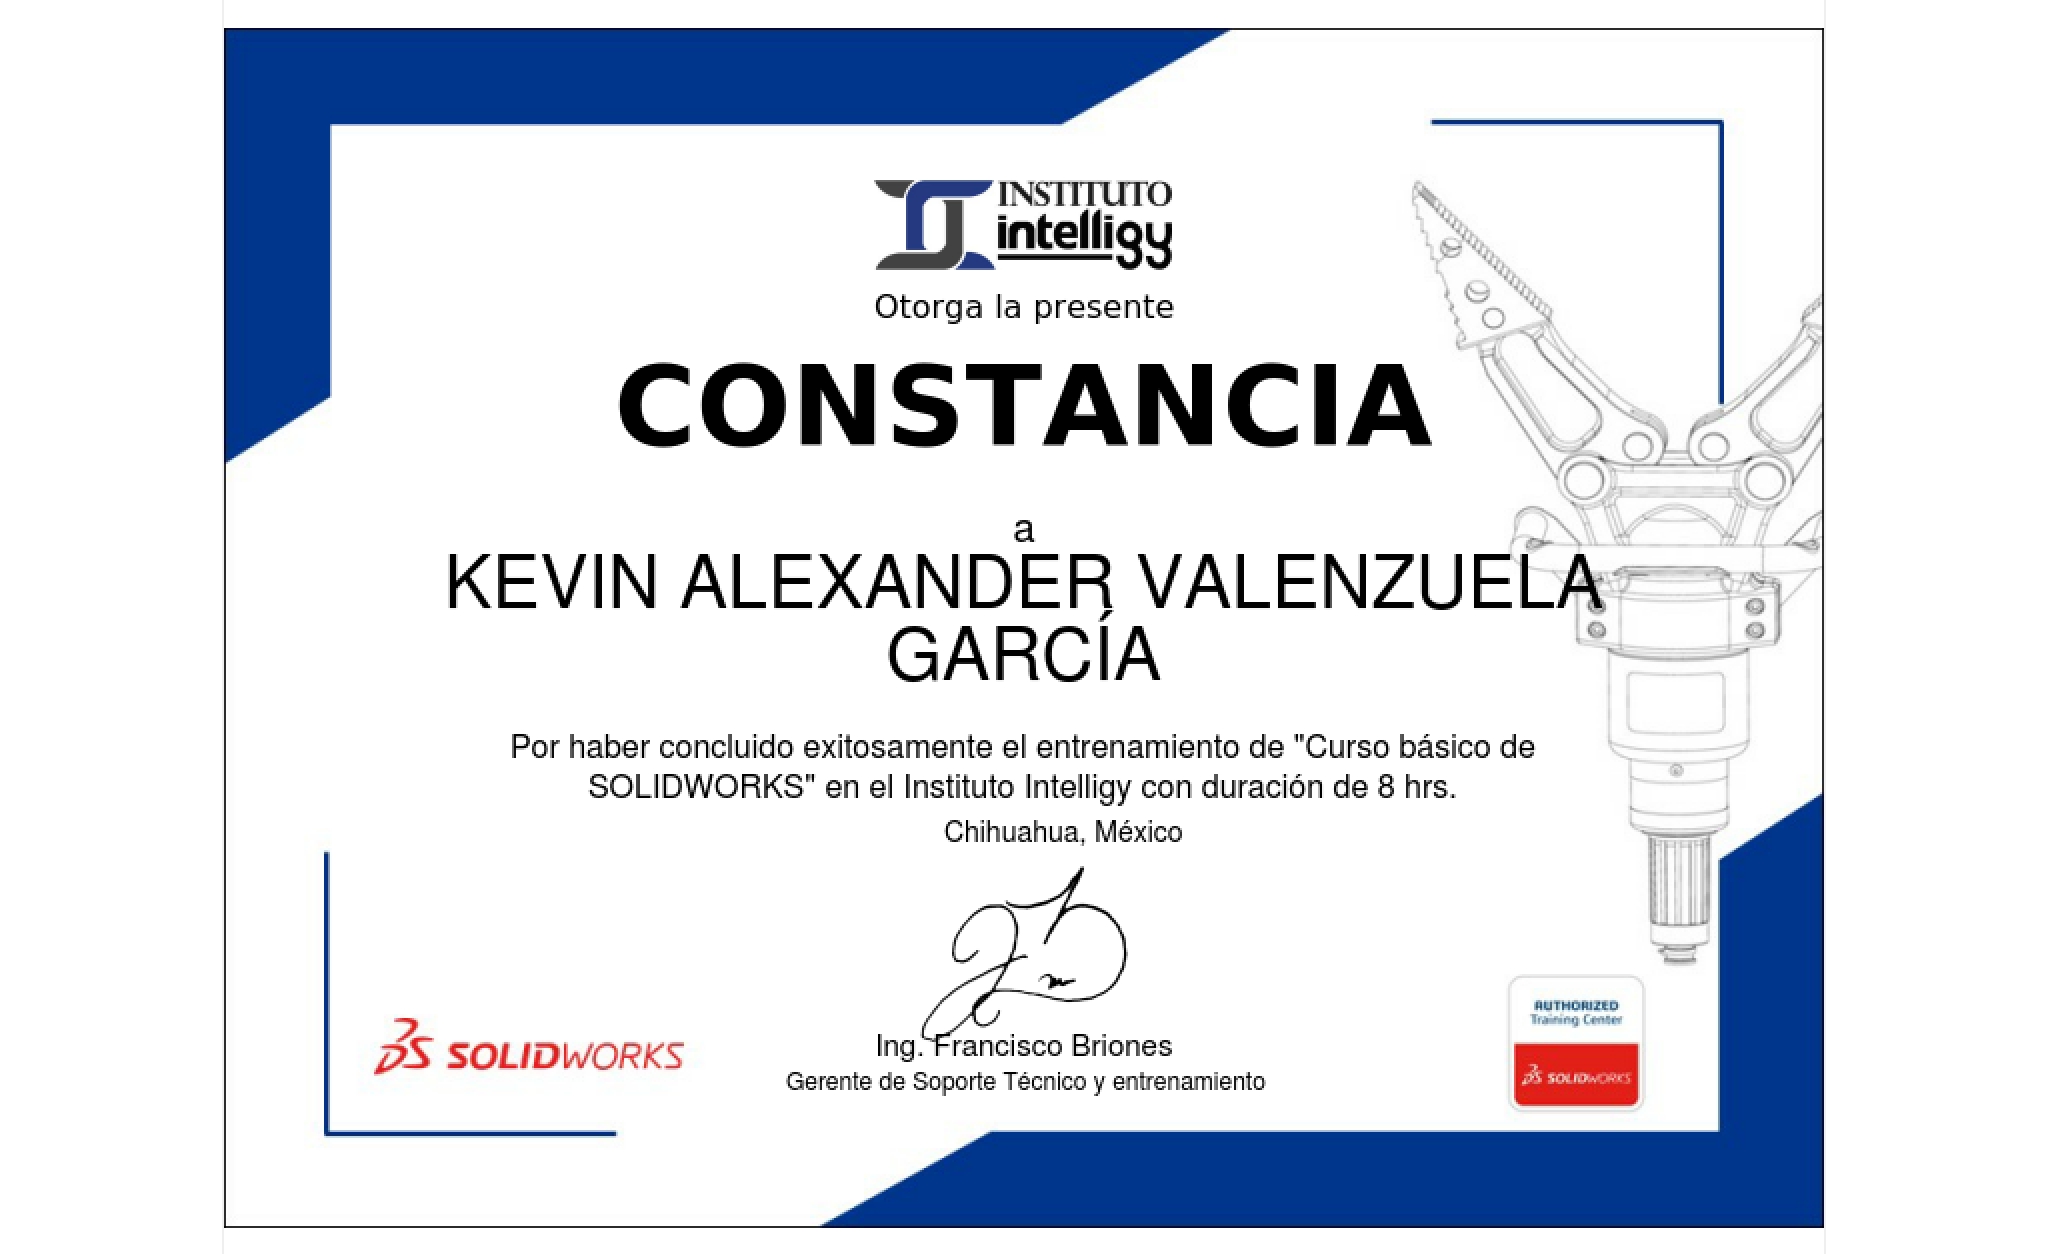 INSTITUTO
intelligy
Otorga la presente
CONSTANCIA
a
KEVIN ALEXANDER VALENZUELA
GARCÍA
Por haber concluido exitosamente el entrenamiento de "Curso básico de
SOLIDWORKS" en el Instituto Intelligy con duración de 8 hrs.
Chihuahua, México
Ing. Francisco Briones
Gerente de Soporte Técnico y entrenamiento
SOLIDWORKS
AUTHORIZED
Training Center
SOLIDWORKS